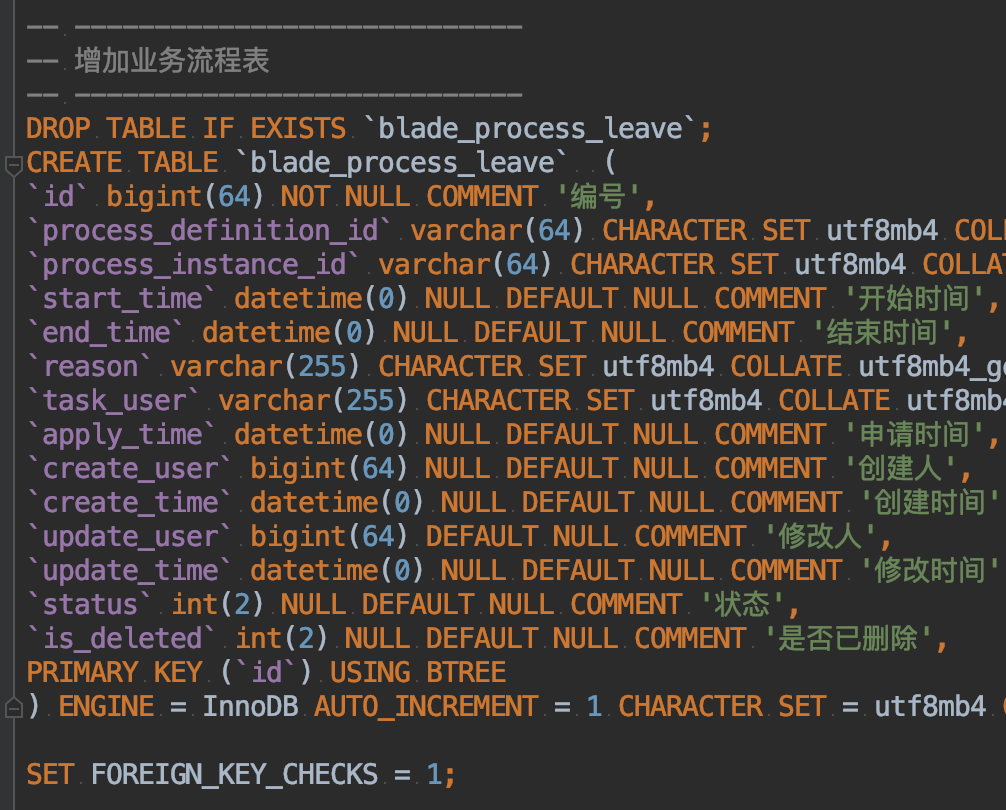 -- ----------------------------
-- 增加业务流程表
-- ----------------------------
DROP TABLE IF EXISTS `blade_process_leave`;
CREATE TABLE `blade_process_leave`  (
`id` bigint(64) NOT NULL COMMENT '编号',
`process_definition_id` varchar(64) CHARACTER SET utf8mb4 COLL
`process_instance_id` varchar(64) CHARACTER SET utf8mb4 COLLAT
`start_time` datetime(0) NULL DEFAULT NULL COMMENT '开始时间',
`end_time` datetime(0) NULL DEFAULT NULL COMMENT '结束时间',
`reason` varchar(255) CHARACTER SET utf8mb4 COLLATE utf8mb4_ge
`task_user` varchar(255) CHARACTER SET utf8mb4 COLLATE utf8mb4
`apply_time` datetime(0) NULL DEFAULT NULL COMMENT '申请时间',
`create_user` bigint(64) NULL DEFAULT NULL COMMENT '创建人',
`create_time` datetime(0) NULL DEFAULT NULL COMMENT '创建时间'
`update_user` bigint(64) DEFAULT NULL COMMENT '修改人',
`update_time` datetime(0) NULL DEFAULT NULL COMMENT '修改时间'
`status` int(2) NULL DEFAULT NULL COMMENT '状态',
`is_deleted` int(2) NULL DEFAULT NULL COMMENT '是否已删除',
PRIMARY KEY (`id`) USING BTREE
) ENGINE = InnoDB AUTO_INCREMENT = 1 CHARACTER SET = utf8mb4
SET FOREIGN_KEY_CHECKS = 1;